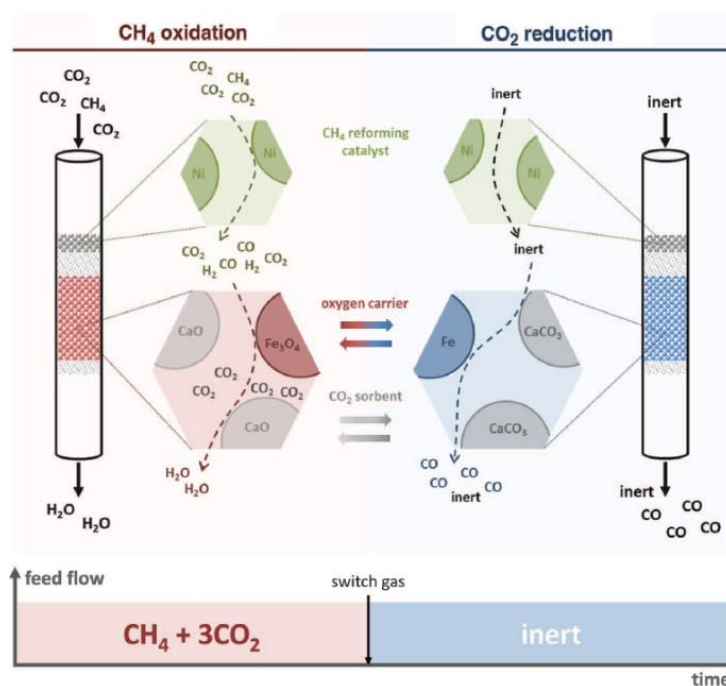 CH₄ oxidation
CO₂ reduction
CO₂
CO₂
CH₄
CO₂
CO₂
CH₄
CO₂
CO₂
Ni
Ni
CH₄ reforming
catalyst
inert
Ni
Ni
inert
inert
CO₂
CO
H₂
CO
H₂
CO₂
CaO
Fe₃O₄
CO₂
CO₂
CO₂
CO₂
CaO
H₂O
H₂O
oxygen carrier
CO₂ sorbent
Fe
CaCO₃
CaCO₃
CO
CO
CO
CO
inert
H₂O
H₂O
inert
CO
CO
CO
CO
feed flow
switch gas
CH₄ + 3CO₂
inert
time